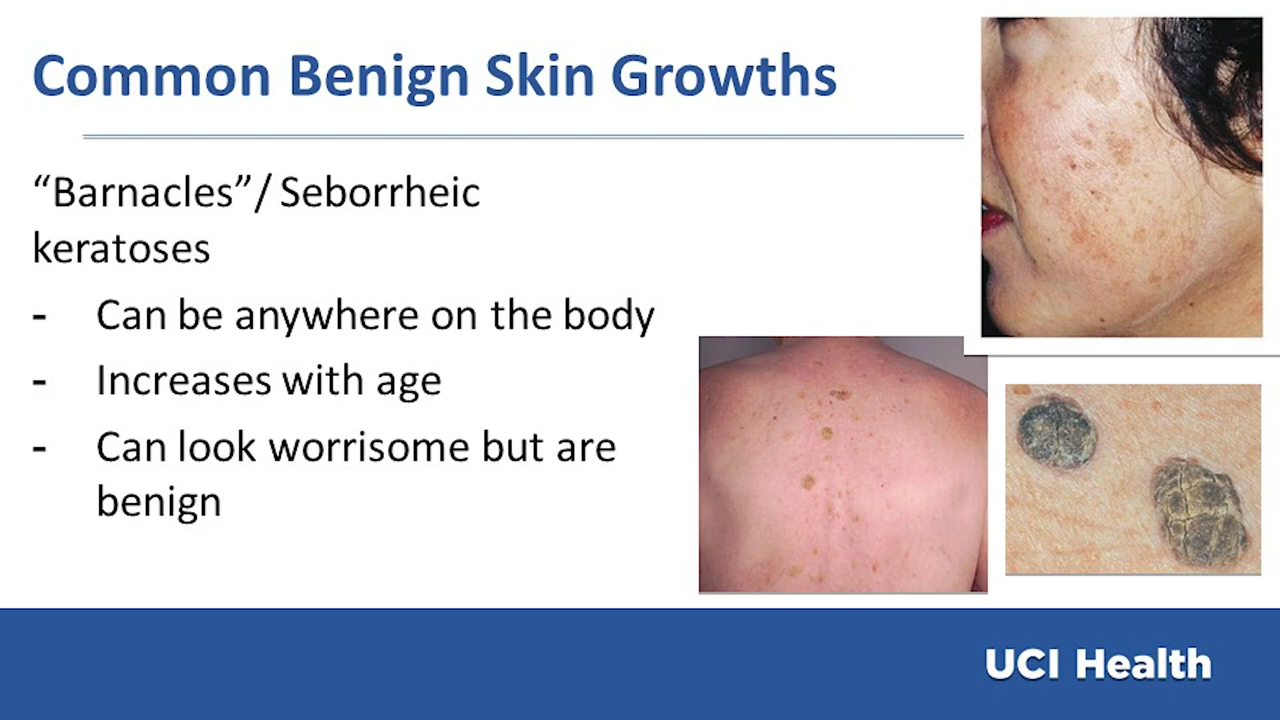 Common Benign Skin Growths
“Barnacles”/ Seborrheic
keratoses
- Can be anywhere on the body
- Increases with age
- Can look worrisome but are
benign
UCI Health